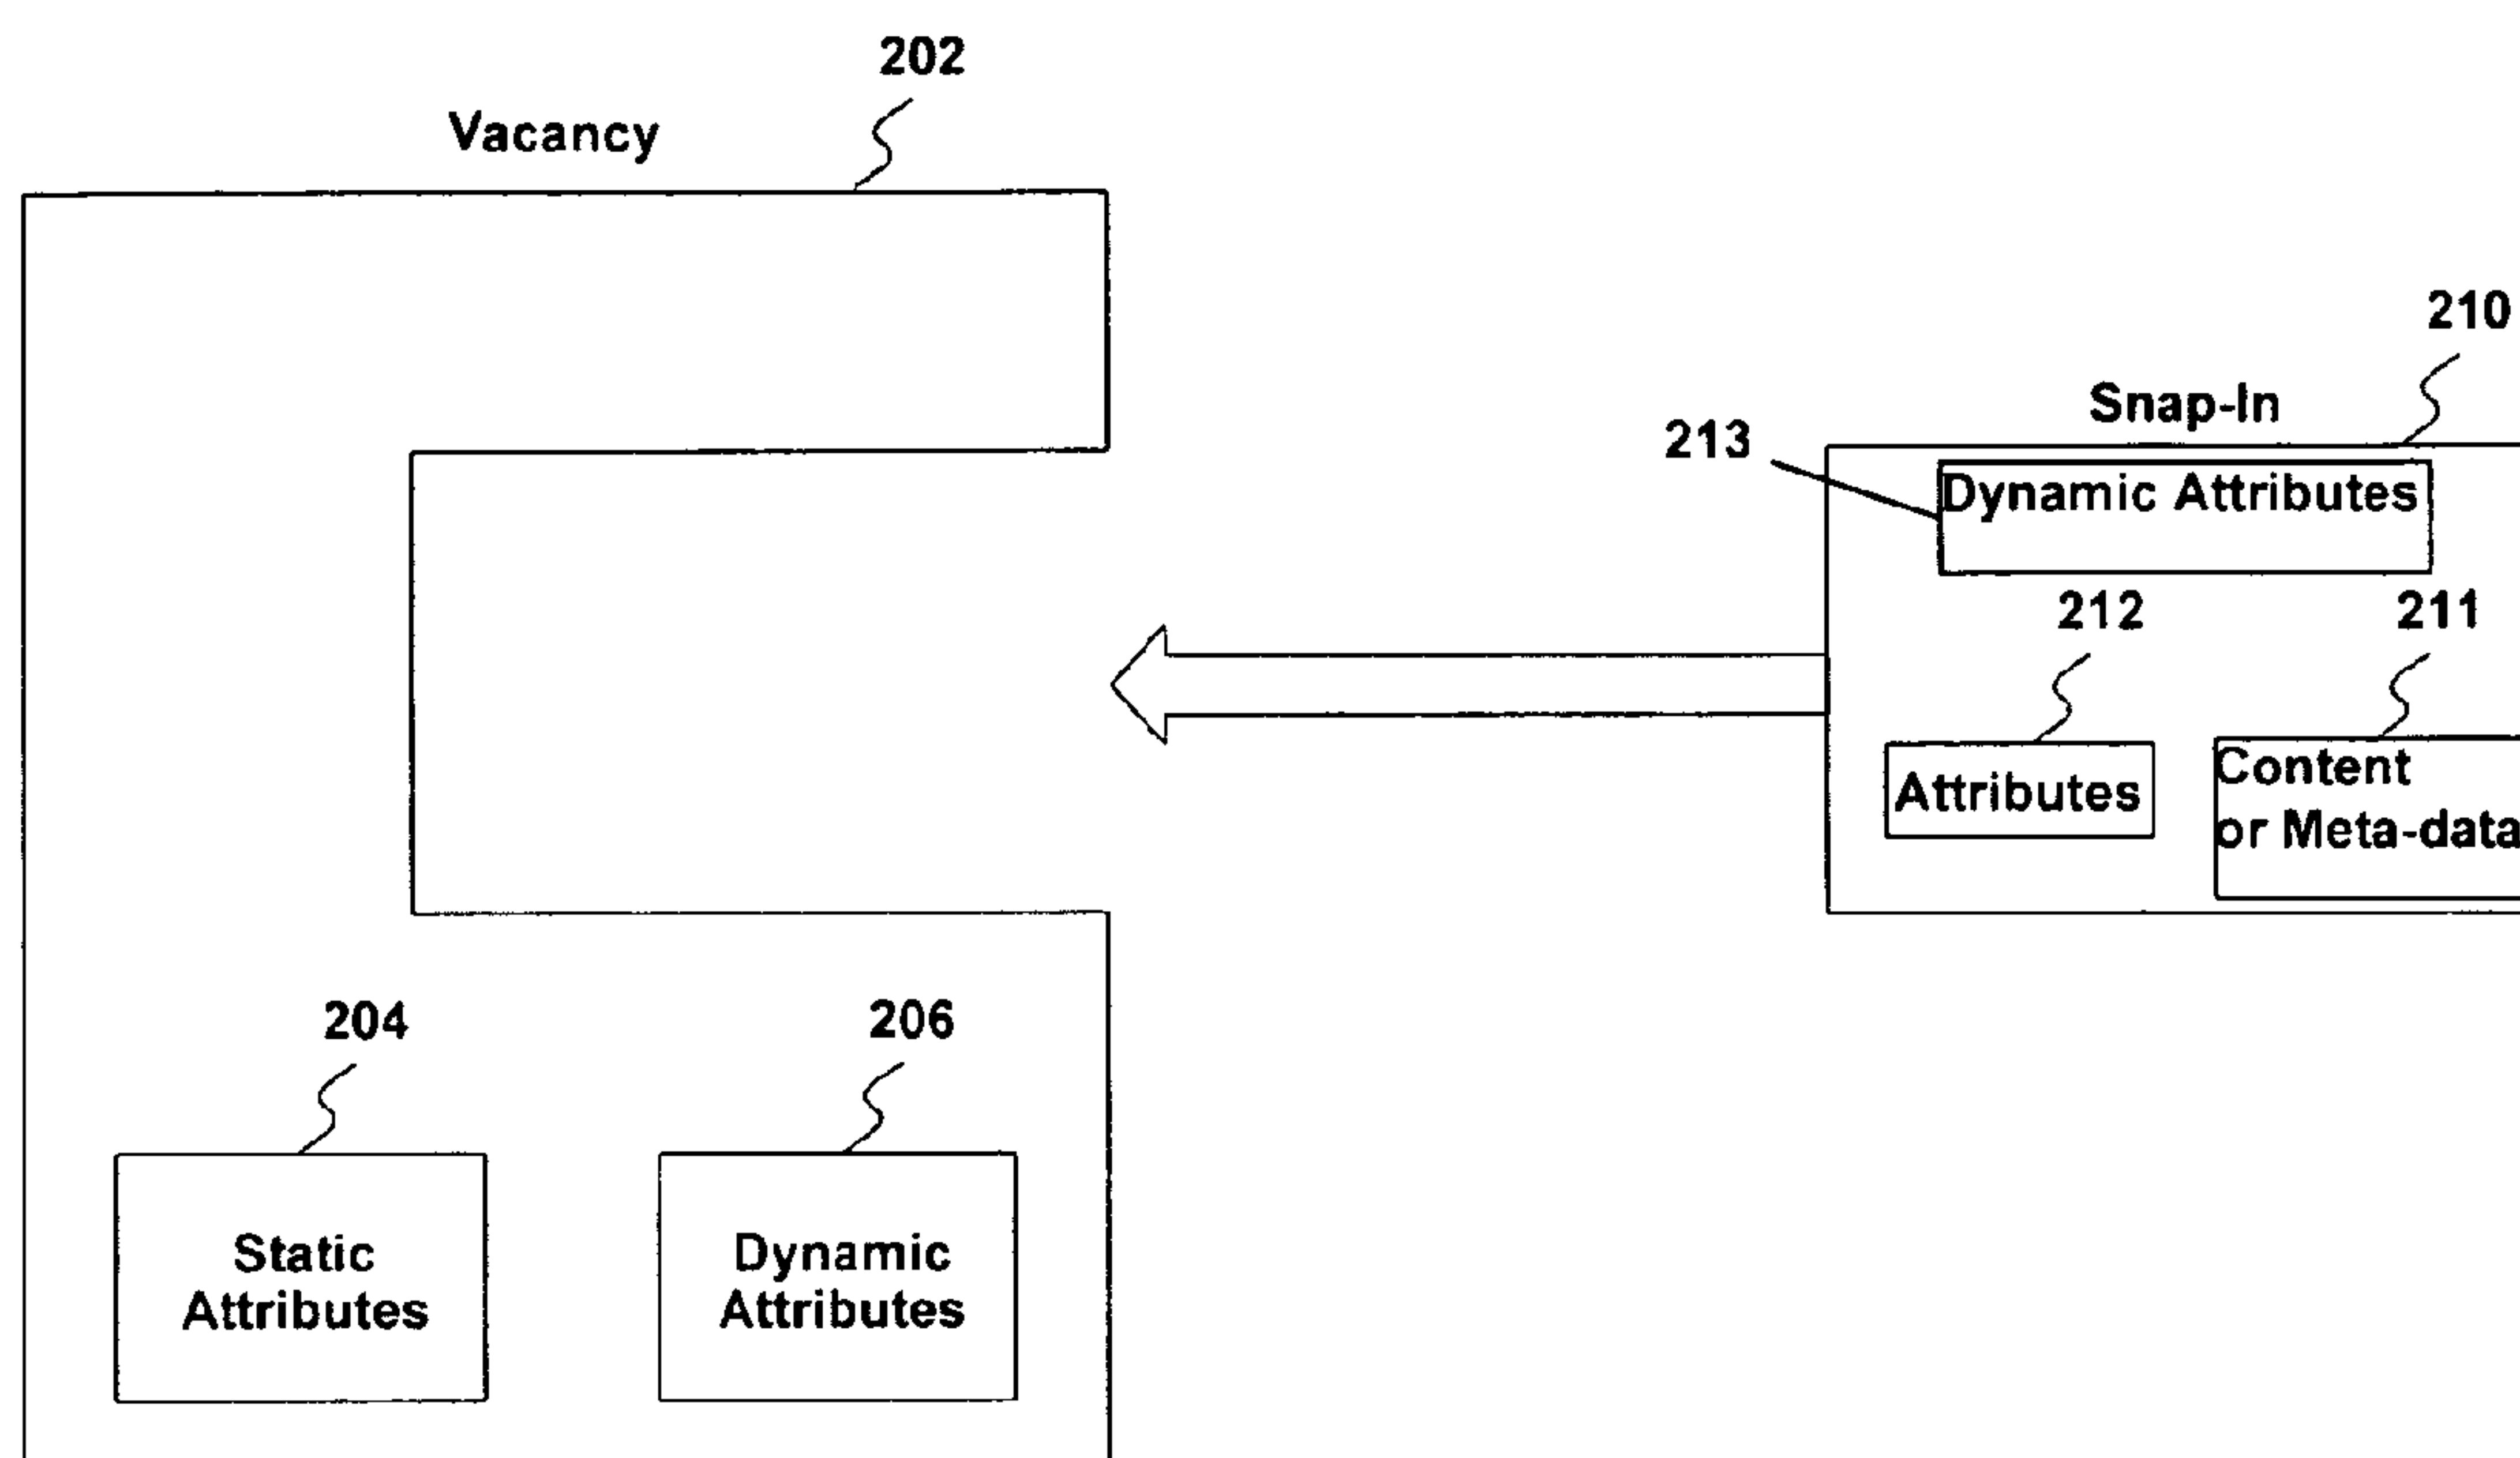 202
Vacancy
210
Snap-In
213
Dynamic Attributes
212
211
Attributes
Content
or Meta-data
204
206
Static
Attributes
Dynamic
Attributes